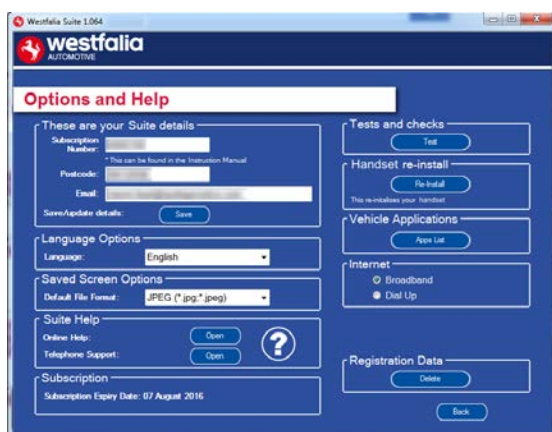 Westfalia Suite 1.064
westfalia
AUTOMOTIVE
Options and Help
These are your Suite details
Subscription Number:
* This can be found in the Instruction Manual
Postcode:
Email:
Save/update details:
Save
Language Options
Language:
English
Saved Screen Options
Default File Format:
JPEG (*.jpg;*.jpeg)
Suite Help
Online Help:
Open
Telephone Support:
Open
?
Subscription
Subscription Expiry Date: 07 August 2016
Tests and checks
Test
Handset re-install
Re-Install
This re-initialises your handset
Vehicle Applications
Apps List
Internet
Broadband
Dial Up
Registration Data
Delete
Back